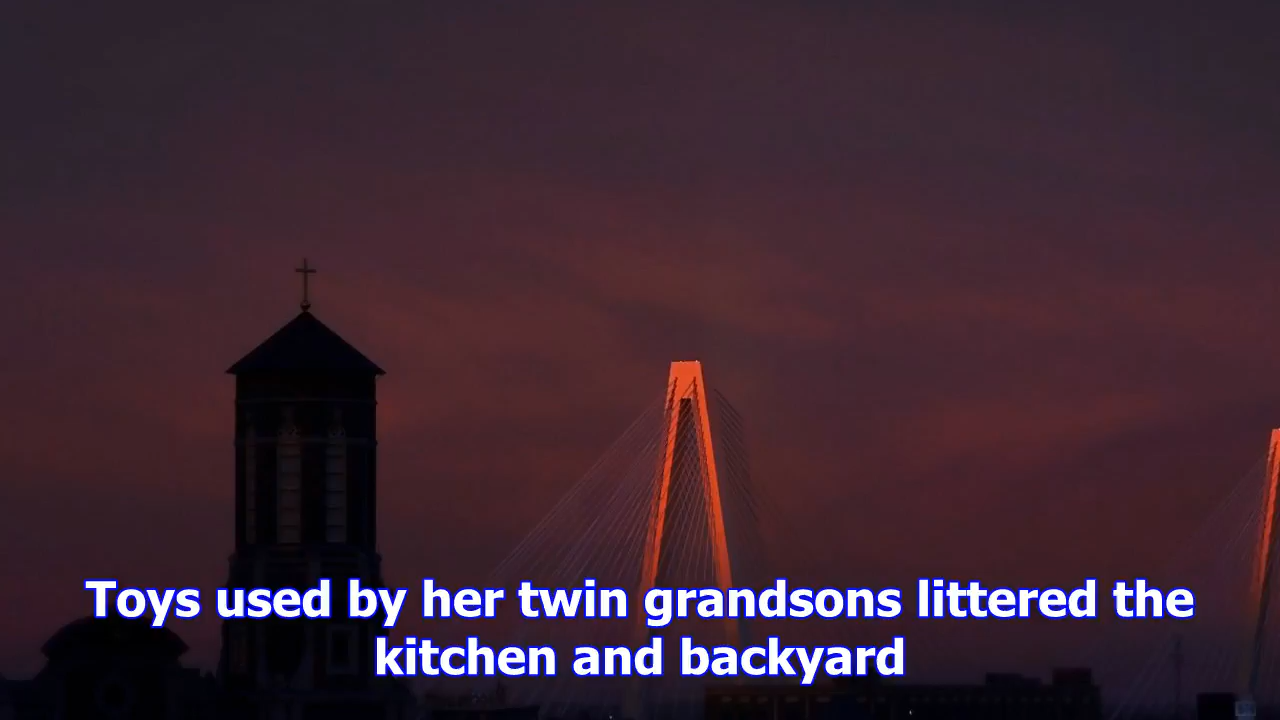 Toys used by her twin grandsons littered the
kitchen and backyard